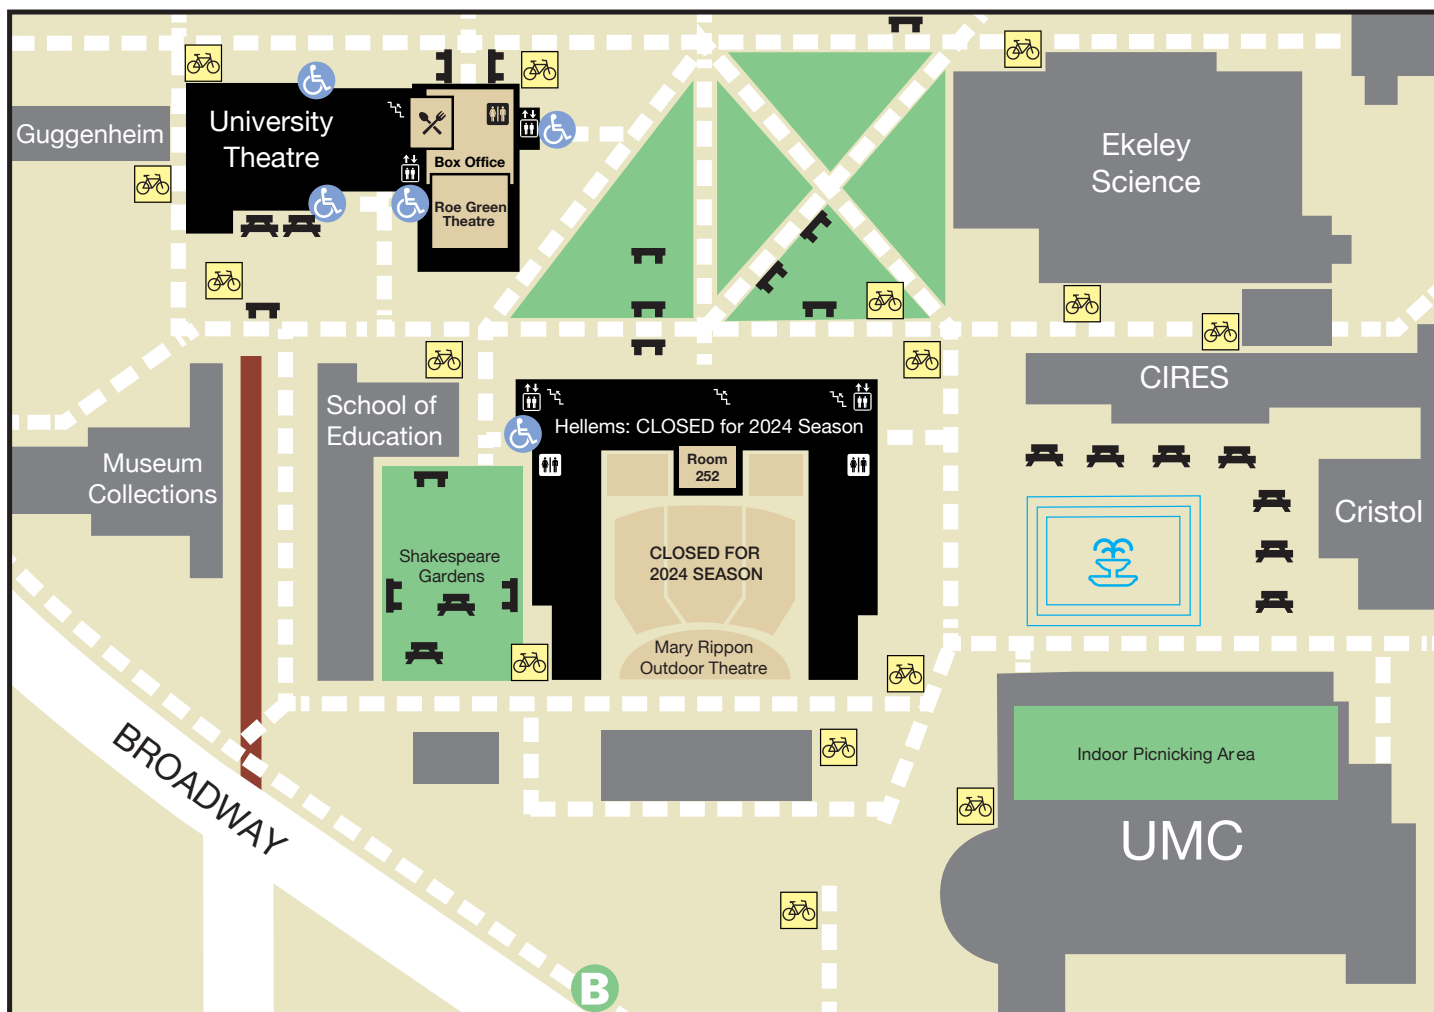 Guggenheim
University
Theatre
Box Office
Roe Green
Theatre
Ekeley
Science
School of
Education
Hellems: CLOSED for 2024 Season
Room
252
CIRES
Museum
Collections
Cristol
Shakespeare
Gardens
CLOSED FOR
2024 SEASON
Mary Rippon
Outdoor Theatre
BROADWAY
Indoor Picnicking Area
UMC
B